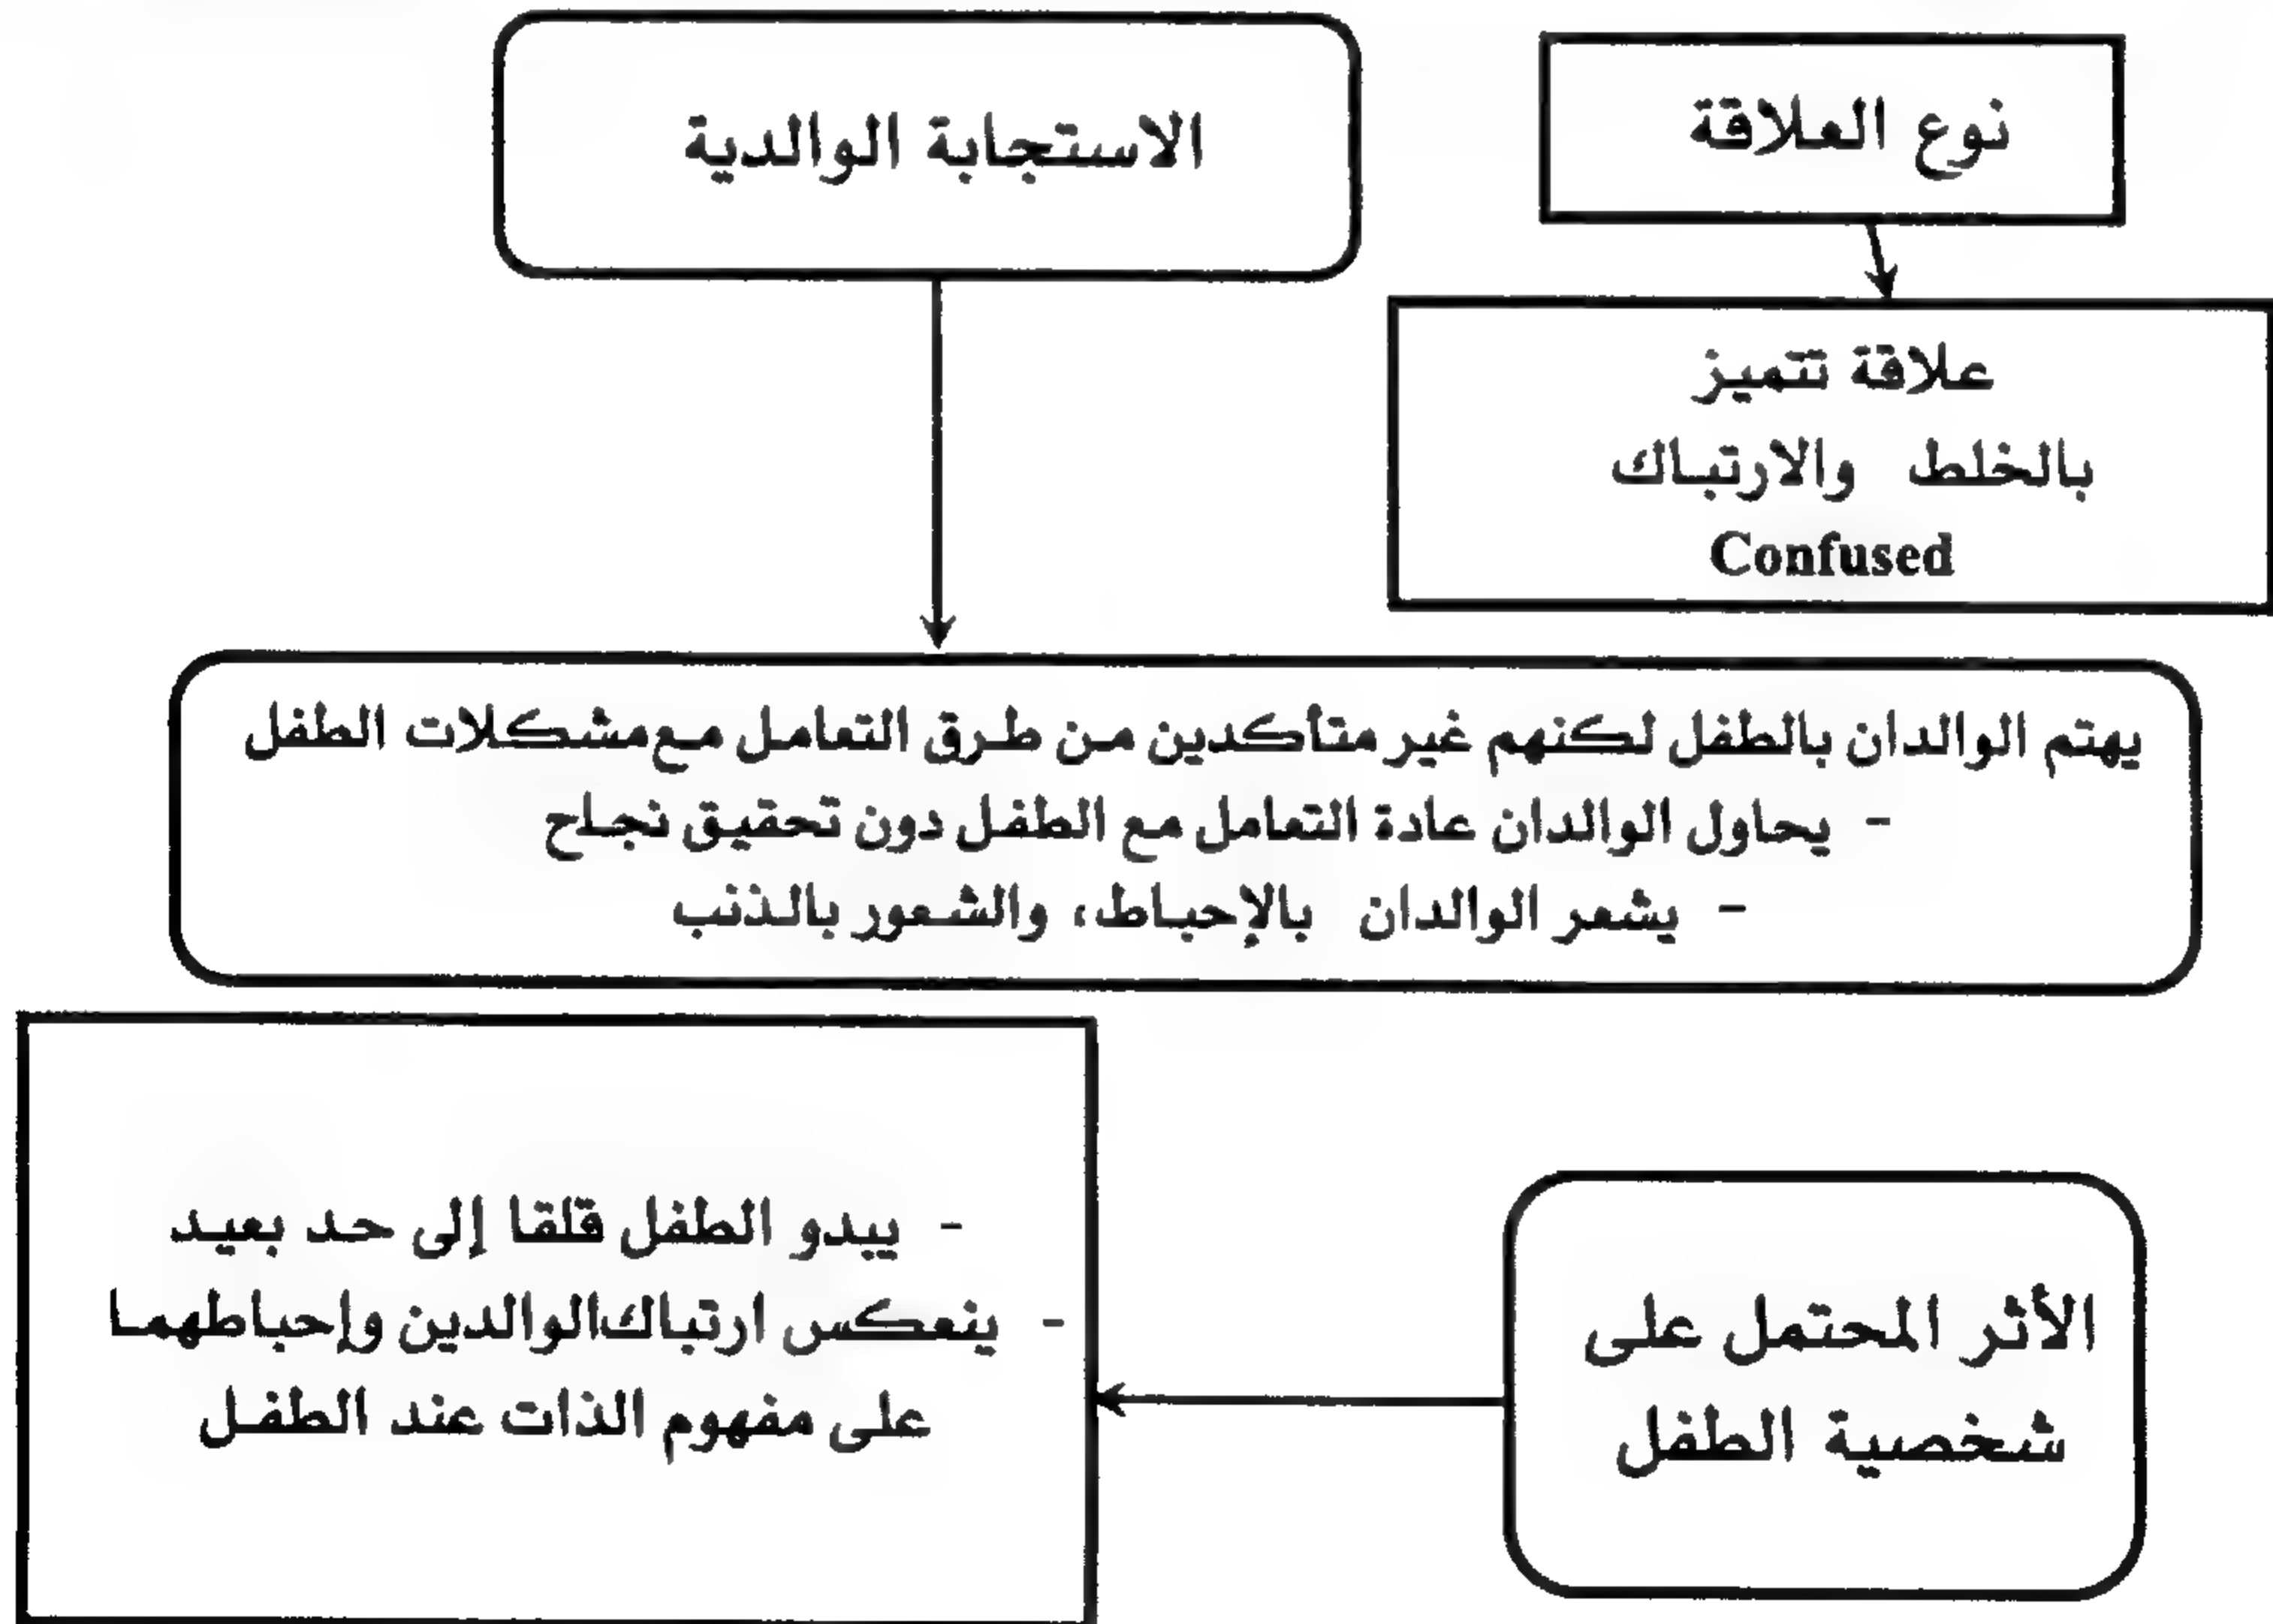 نوع العلاقة
علاقة تتميز
بالخلط والارتباك
Confused
الاستجابة الوالدية
يهتم الوالدان بالطفل لكنهم غير متأكدين من طرق التعامل مع مشكلات الطفل
- يحاول الوالدان عادة التعامل مع الطفل دون تحقيق نجاح
- يشعر الوالدان بالإحباط، والشعور بالذنب
الأثر المحتمل على
شخصية الطفل
- يبدو الطفل قلقا إلى حد بعيد
- ينعكس ارتباك الوالدين وإحباطهما
على مفهوم الذات عند الطفل